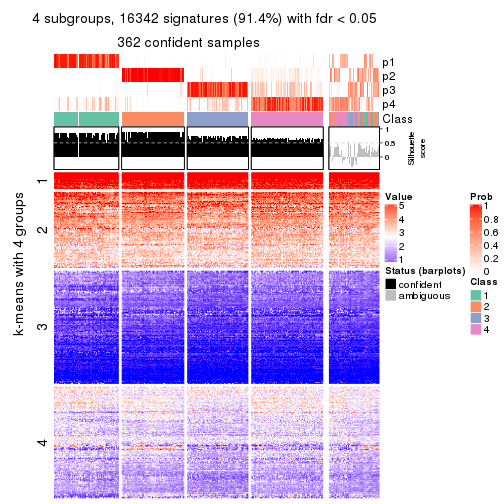 4 subgroups, 16342 signatures (91.4%) with fdr < 0.05
362 confident samples
p1
p2
p3
p4
Class
1
0.5
0
Silhouette
score
k-means with 4 groups
1
2
3
4
Value
5
4
3
2
1
Status (barplots)
confident
ambiguous
Prob
1
0.8
0.6
0.4
0.2
0
Class
1
2
3
4